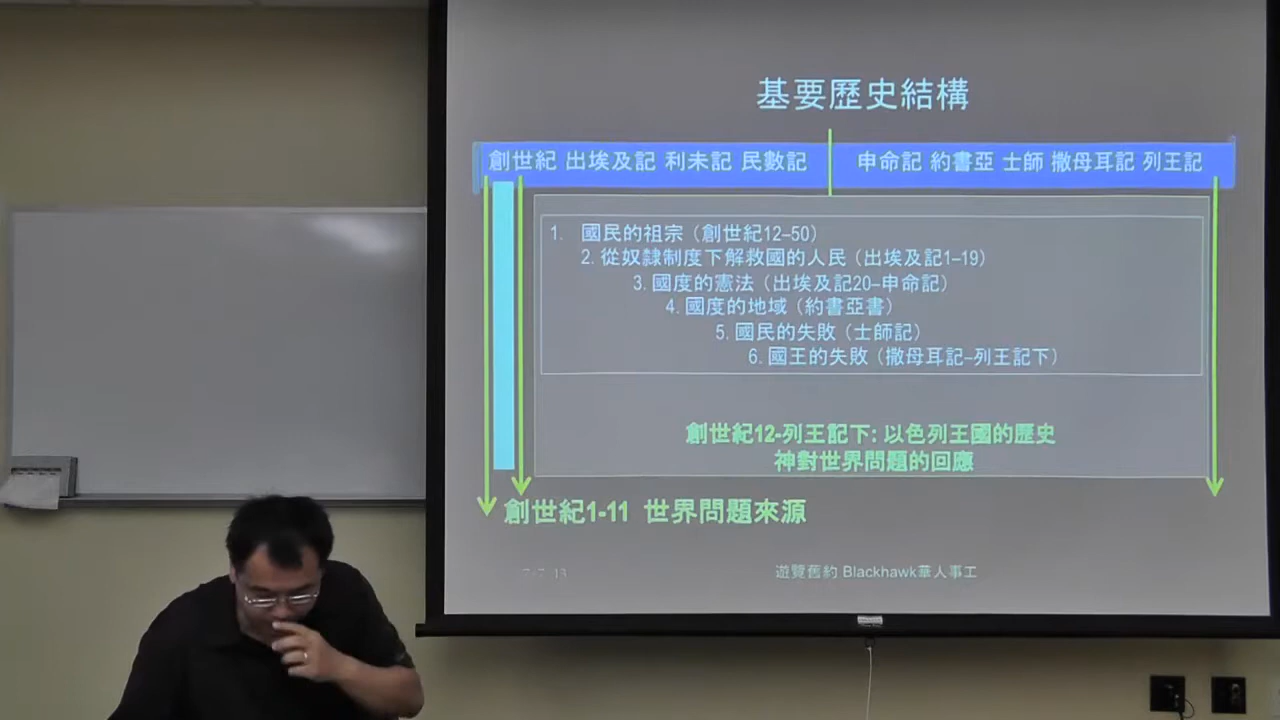 基要歷史結構
創世紀 出埃及記 利未記 民數記 申命記 約書亞 士師 撒母耳記 列王記
1. 國民的祖宗（創世紀12–50）
2. 從奴隸制度下解救國的人民（出埃及記1–19）
3. 國度的憲法（出埃及記20–申命記）
4. 國度的地域（約書亞書）
5. 國民的失敗（士師記）
6. 國王的失敗（撒母耳記–列王記下）
創世紀12-列王記下: 以色列王國的歷史
神對世界問題的回應
創世紀1-11 世界問題來源
遊覽舊約 Blackhawk華人事工